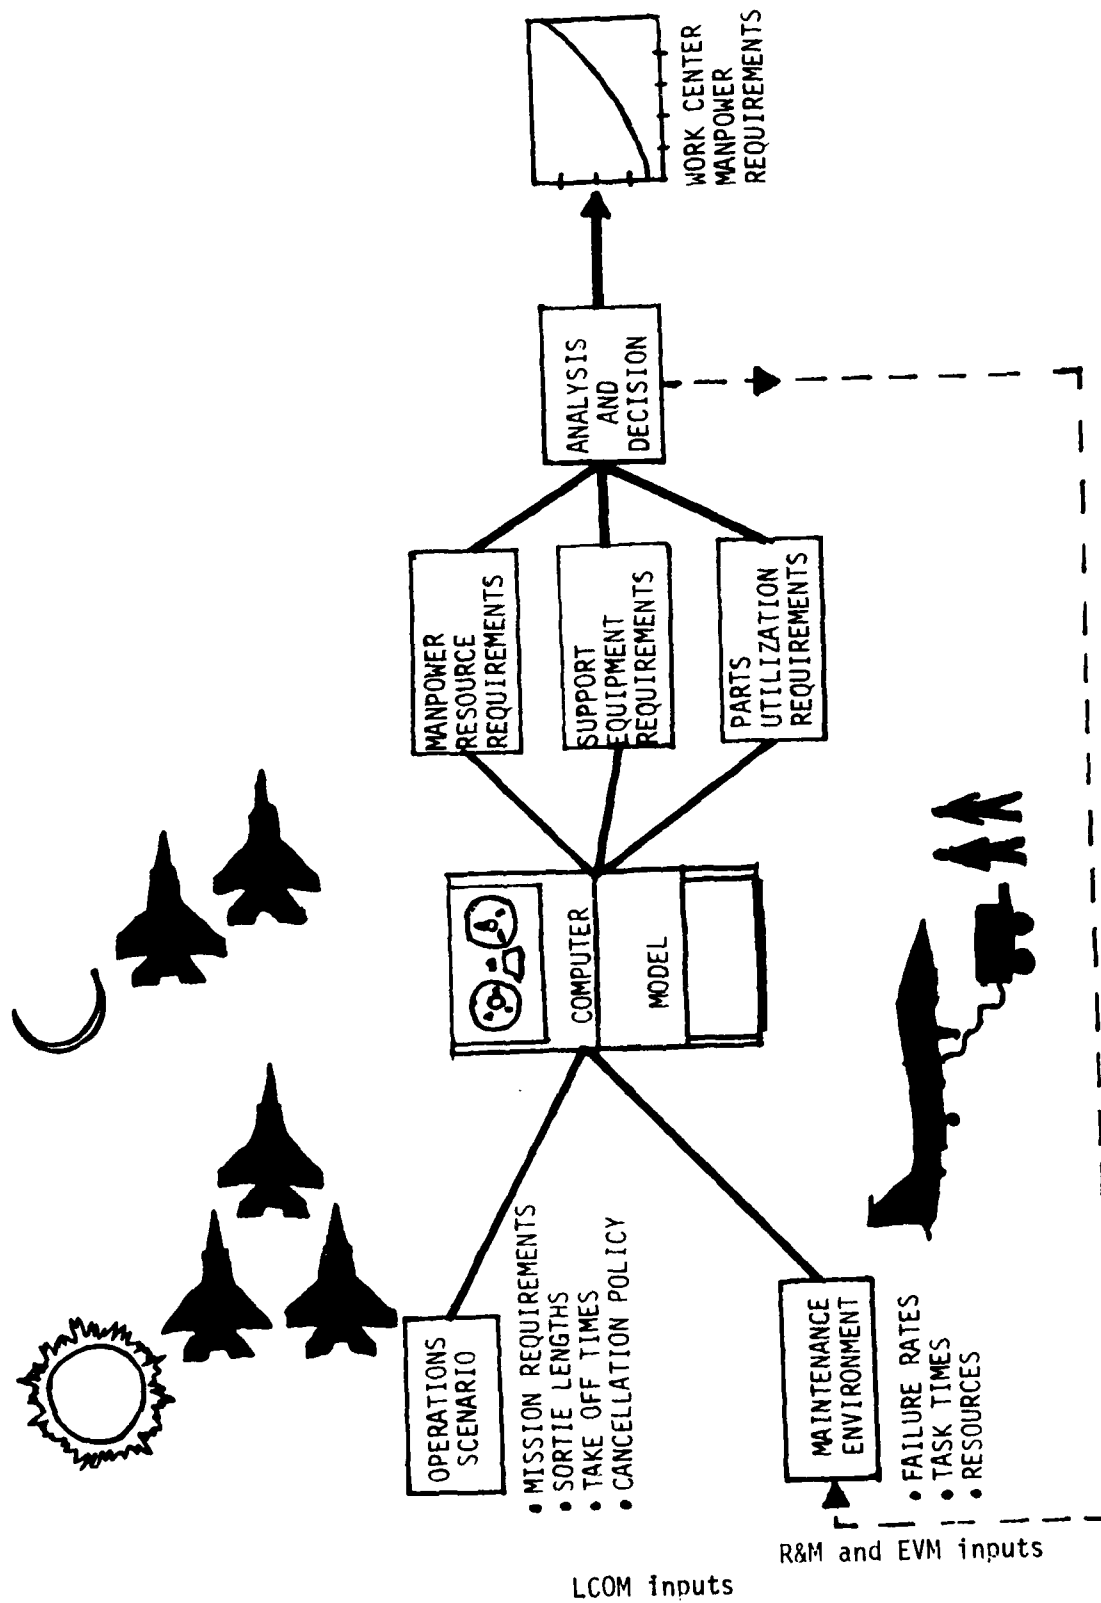 OPERATIONS
SCENARIO
• MISSION REQUIREMENTS
• SORTIE LENGTHS
• TAKE OFF TIMES
• CANCELLATION POLICY
MAINTENANCE
ENVIRONMENT
• FAILURE RATES
• TASK TIMES
• RESOURCES
COMPUTER
MODEL
MANPOWER
RESOURCE
REQUIREMENTS
SUPPORT
EQUIPMENT
REQUIREMENTS
PARTS
UTILIZATION
REQUIREMENTS
ANALYSIS
AND
DECISION
WORK CENTER
MANPOWER
REQUIREMENTS
R&M and EVM inputs
LCOM inputs